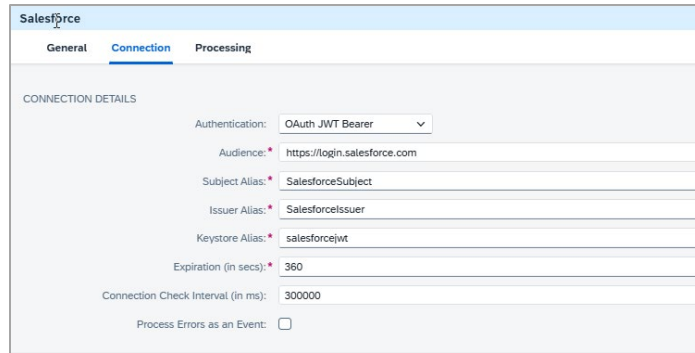 Salesforce
General Connection Processing
CONNECTION DETAILS
Authentication: OAuth JWT Bearer
Audience:* https://login.salesforce.com
Subject Alias:* SalesforceSubject
Issuer Alias:* SalesforceIssuer
Keystore Alias:* salesforcejwt
Expiration (in secs):* 360
Connection Check Interval (in ms): 300000
Process Errors as an Event: